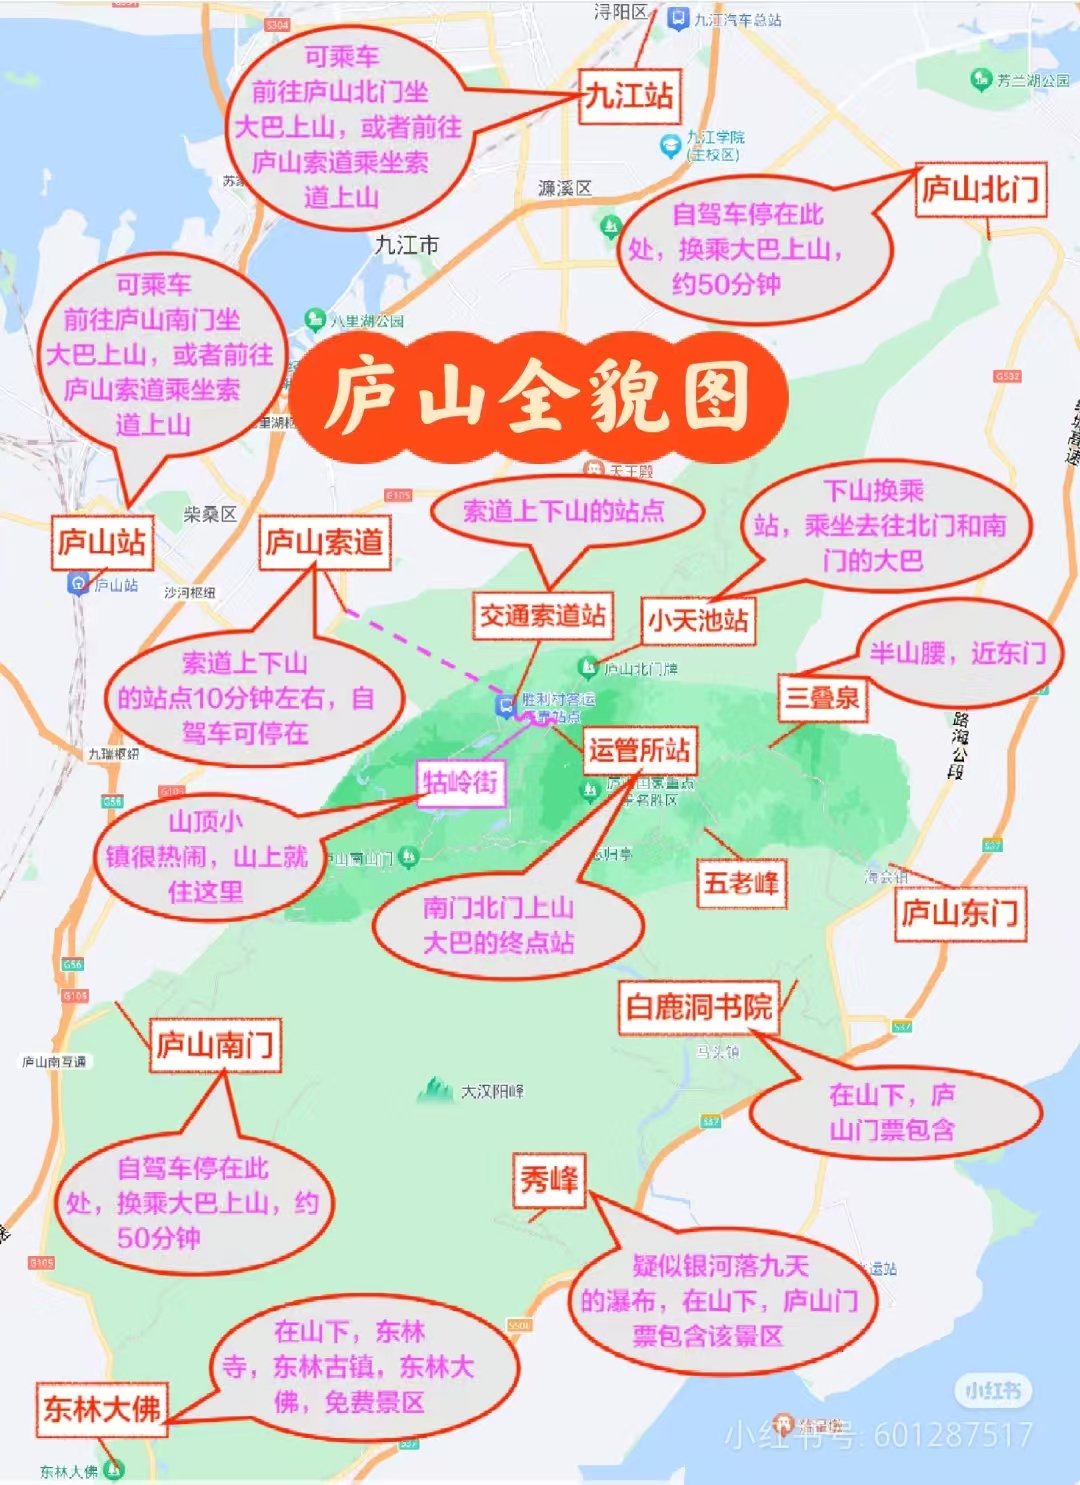 浔阳区
九江汽车总站
S304
可乘车
前往庐山北门坐
大巴上山，或者前往
庐山索道乘坐索
道上山
九江站
芳兰湖公园
九江学院
(主校区)
濂溪区
庐山北门
自驾车停在此
处，换乘大巴上山，
约50分钟
九江市
可乘车
前往庐山南门坐
大巴上山，或者前往
庐山索道乘坐索
道上山
八里湖公园
庐山全貌图
G532
天王殿
G105
柴桑区
索道上下山的站点
下山换乘
站，乘坐去往北门和南
门的大巴
庐山站
庐山索道
庐山站
沙河枢纽
交通索道站
小天池站
庐山北门牌
半山腰，近东门
索道上下山
的站点10分钟左右，自
驾车可停在
三叠泉
胜利村客运
站点
九瑞枢纽
运管所站
牯岭街
G56
G105
山顶小
镇很热闹，山上就
住这里
山南山门
五老峰
S37
庐山东门
南门北门上山
大巴的终点站
G56
G105
白鹿洞书院
S37
庐山南门
马头镇
庐山南互通
大汉阳峰
在山下，庐
山门票包含
S37
自驾车停在此
处，换乘大巴上山，约
50分钟
秀峰
G105
疑似银河落九天
的瀑布，在山下，庐山门
票包含该景区
在山下，东林
寺，东林古镇，东林大
佛，免费景区
东林大佛
小红书
小红书号: 601287517
S37
东林大佛